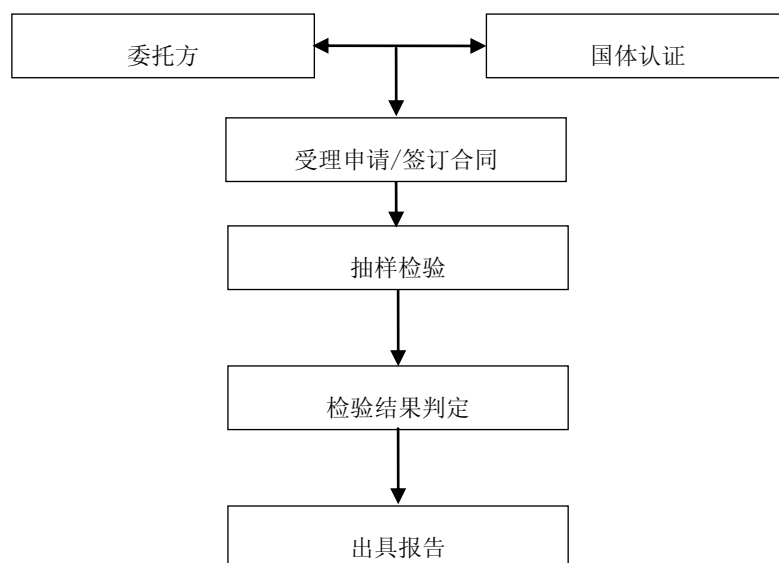 委托方
国体认证
受理申请/签订合同
抽样检验
检验结果判定
出具报告